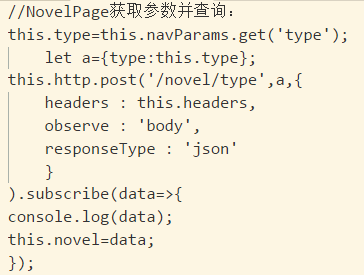 //NovelPage获取参数并查询：
this.type=this.navParams.get('type');
let a={type:this.type};
this.http.post('/novel/type',a,{
headers : this.headers,
observe : 'body',
responseType : 'json'
}
).subscribe(data=>{
console.log(data);
this.novel=data;
});